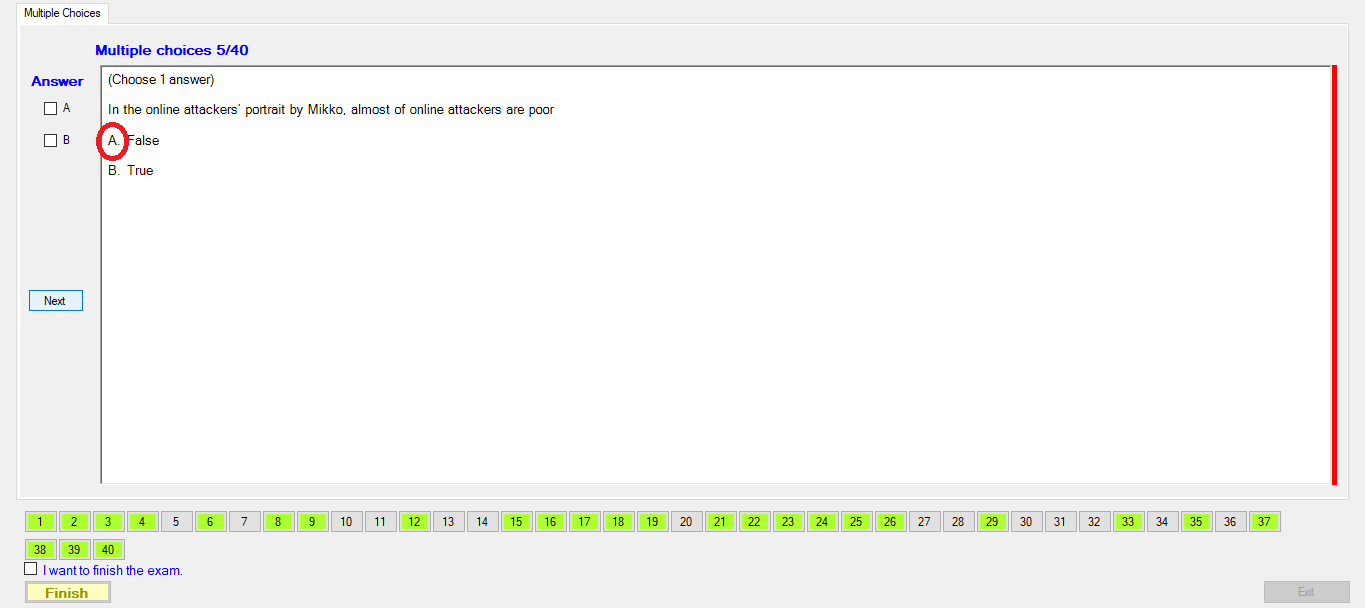 Multiple Choices
Multiple choices 5/40
Answer
(Choose 1 answer)
A
In the online attackers' portrait by Mikko, almost of online attackers are poor
B
A. False
B. True
Next
1 2 3 4 5 6 7 8 9 10 11 12 13 14 15 16 17 18 19 20 21 22 23 24 25 26 27 28 29 30 31 32 33 34 35 36 37
38 39 40
I want to finish the exam.
Finish
Exit